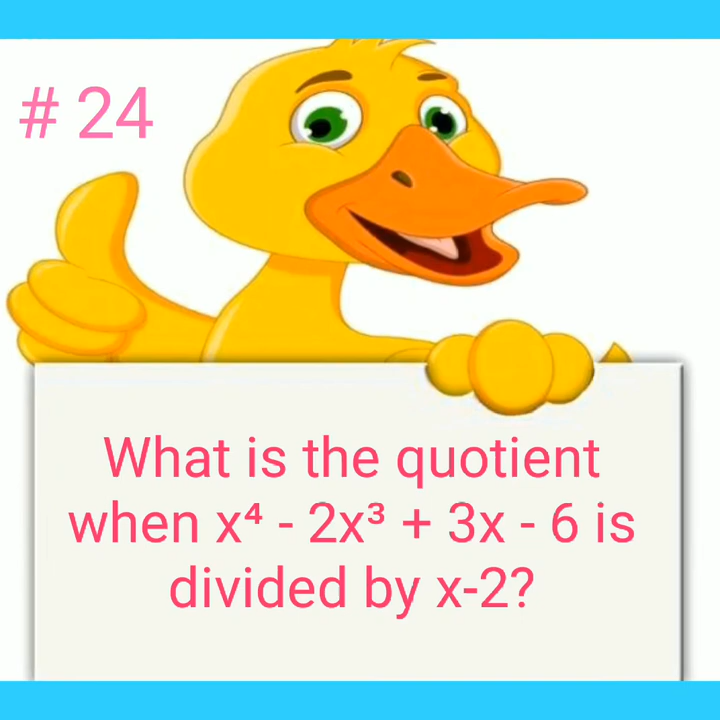 # 24
What is the quotient
when x⁴ - 2x³ + 3x - 6 is
divided by x-2?